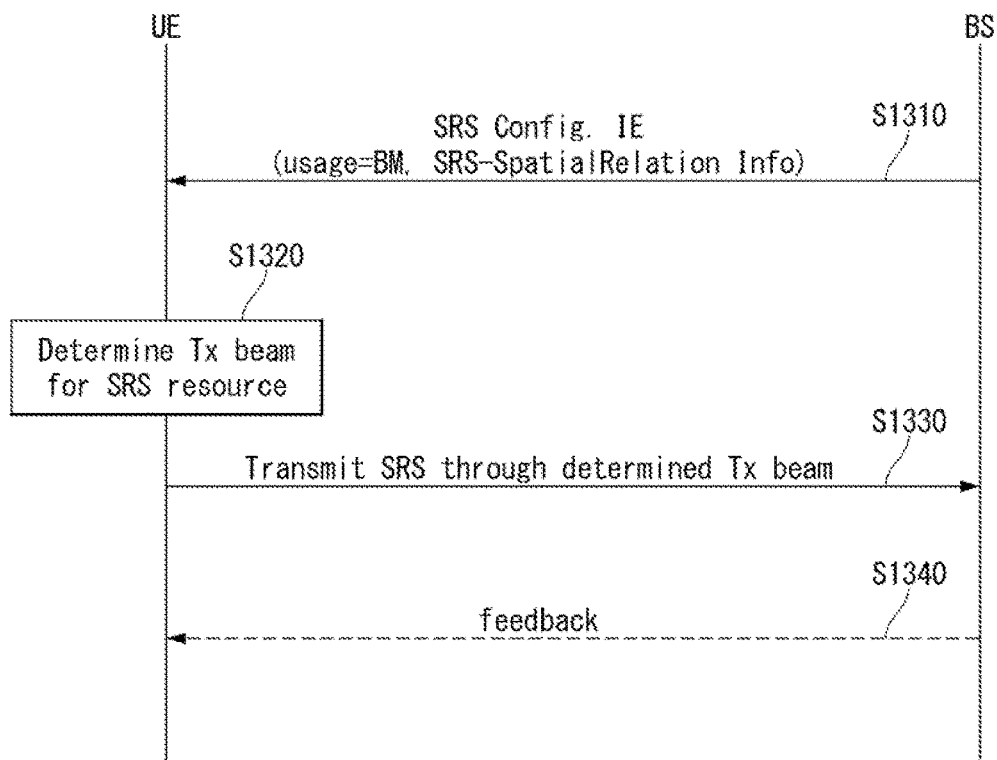 UE
BS
S1310
SRS Config. IE
(usage=BM, SRS-SpatialRelation Info)
S1320
Determine Tx beam
for SRS resource
S1330
Transmit SRS through determined Tx beam
S1340
feedback